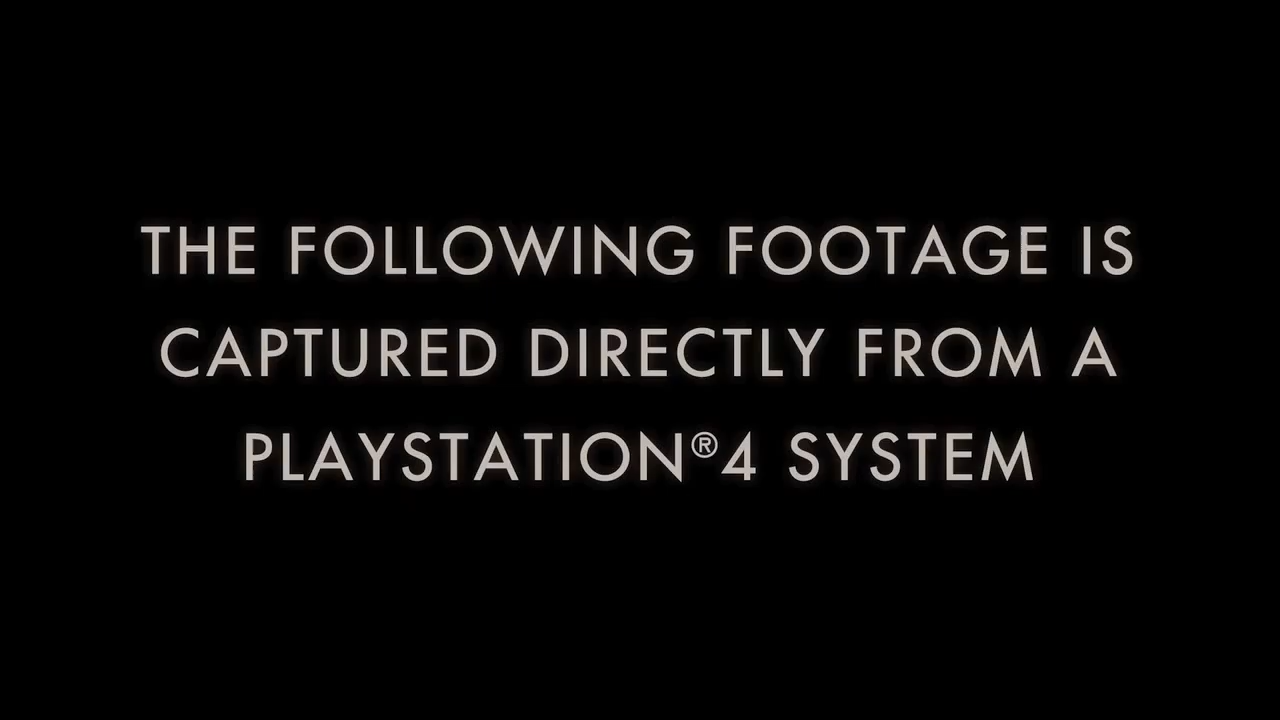 THE FOLLOWING FOOTAGE IS
CAPTURED DIRECTLY FROM A
PLAYSTATION®4 SYSTEM